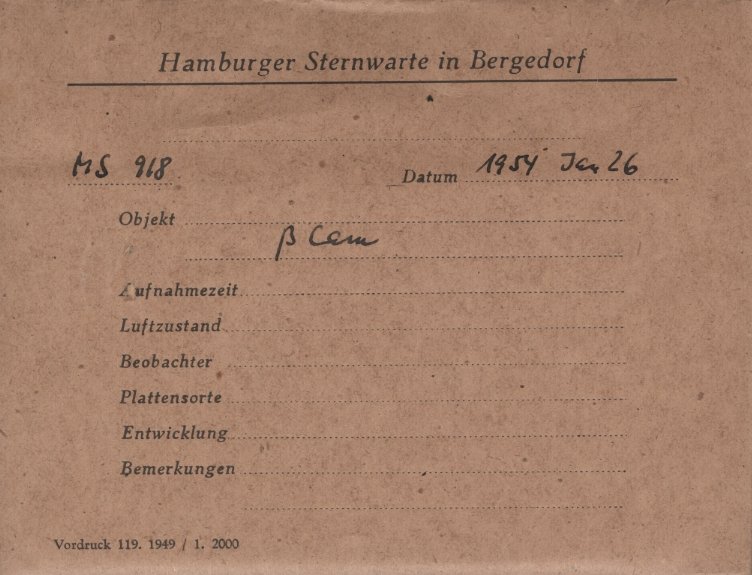 Hamburger Sternwarte in Bergedorf
MS 918 Datum 1954 Jan 26
Objekt
β Cam
Aufnahmezeit
Luftzustand
Beobachter
Plattensorte
Entwicklung
Bemerkungen
Vordruck 119. 1949 / 1. 2000